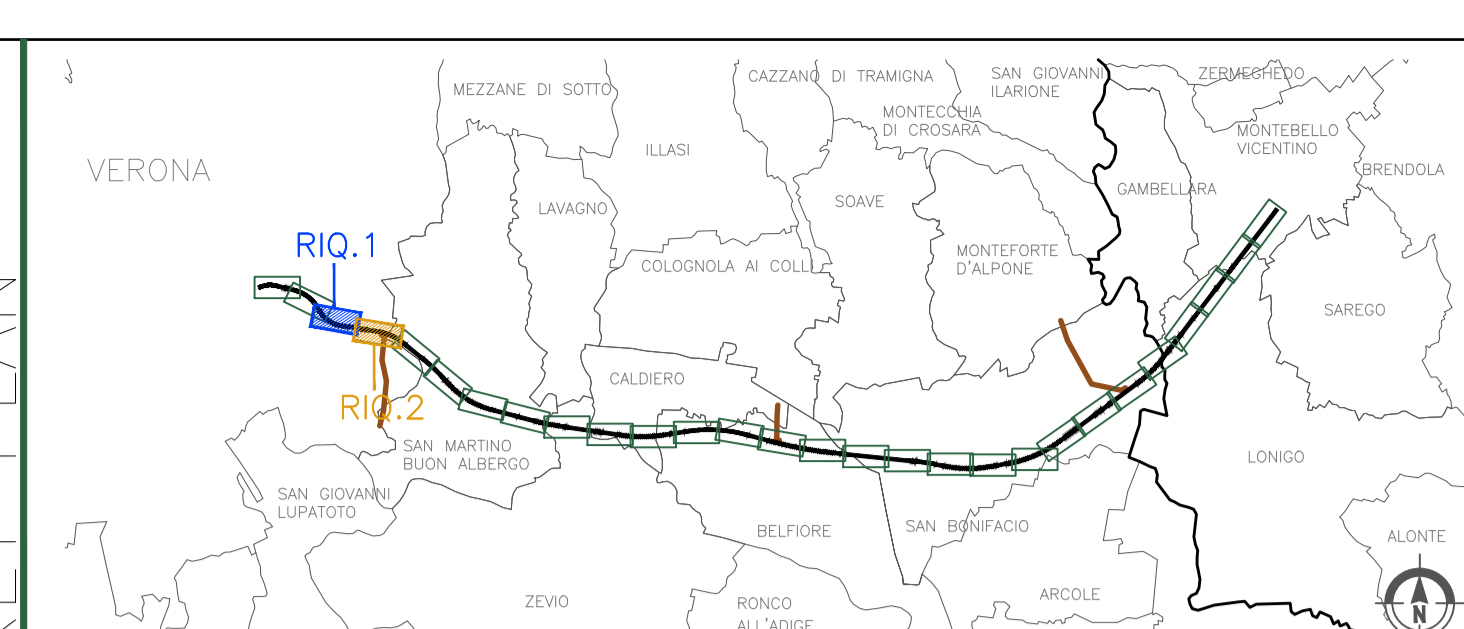 MEZZANE DI SOTTO
CAZZANO DI TRAMIGNA
SAN GIOVANNI
ILARIONE
ZERMEGHEDO
MONTECCHIA
DI CROSARA
MONTEBELLO
VICENTINO
VERONA
ILLASI
BRENDOLA
GAMBELLARA
LAVAGNO
SOAVE
RIQ.1
MONTEFORTE
D'ALPONE
COLOGNOLA AI COLLI
SAREGO
CALDIERO
RIQ.2
SAN MARTINO
BUON ALBERGO
LONIGO
SAN GIOVANNI
LUPATOTO
BELFIORE
SAN BONIFACIO
ALONTE
ZEVIO
RONCO
ALL'ADIGE
ARCOLE
N